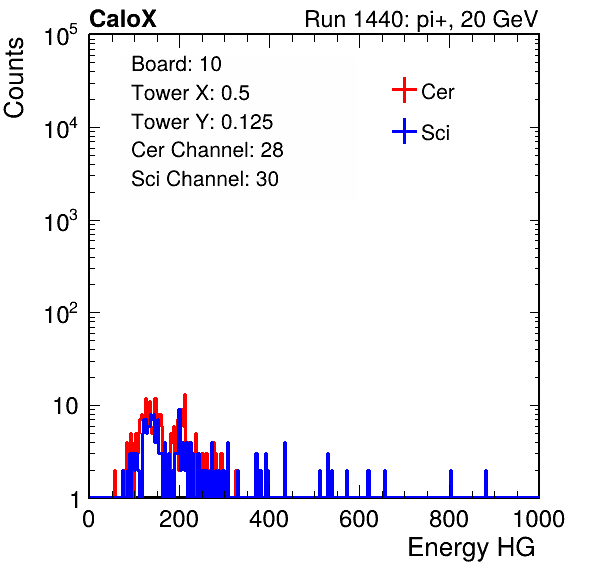 CaloX Run 1440: pi+, 20 GeV
Counts
Board: 10
Tower X: 0.5
Tower Y: 0.125
Cer Channel: 28
Sci Channel: 30
Cer
Sci
10^5
10^4
10^3
10^2
10
1
0 200 400 600 800 1000
Energy HG